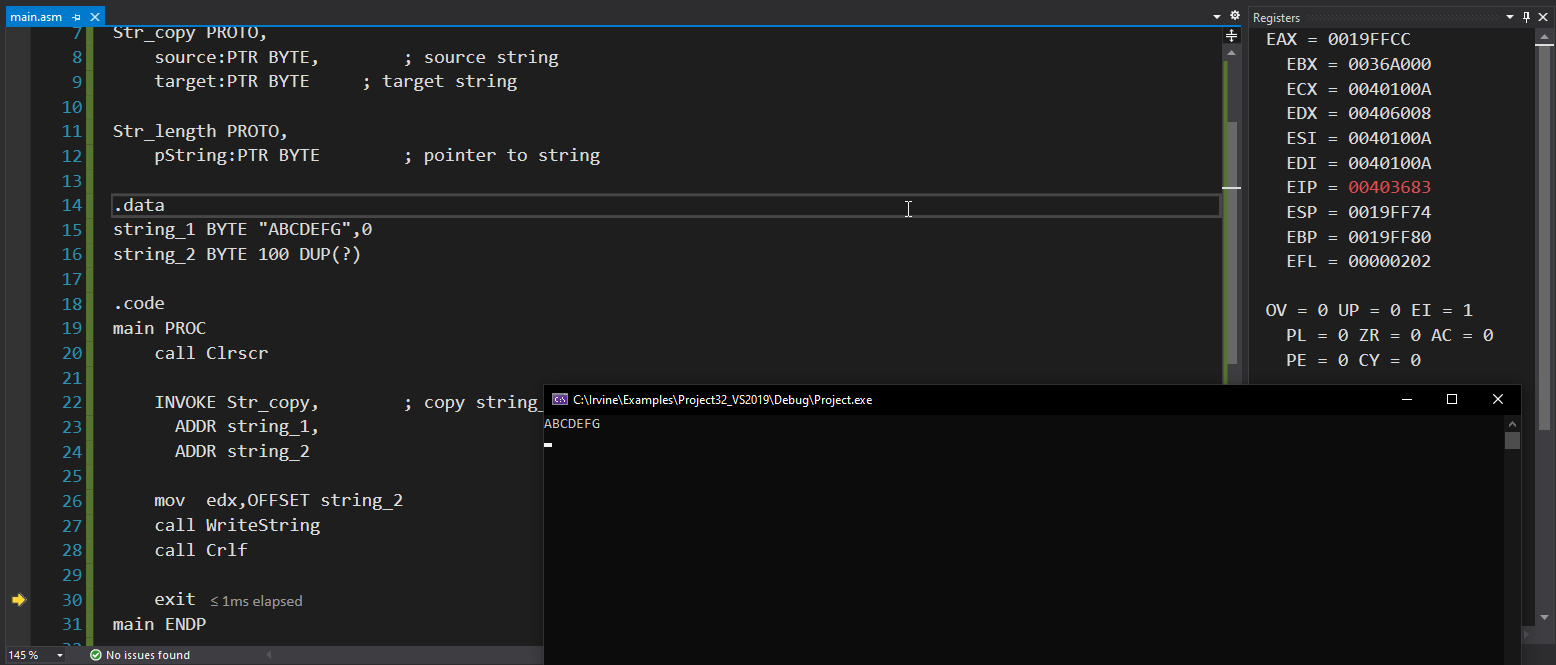 main.asm
7 Str_copy PROTO,
8 source:PTR BYTE, ; source string
9 target:PTR BYTE ; target string
10
11 Str_length PROTO,
12 pString:PTR BYTE ; pointer to string
13
14 .data
15 string_1 BYTE "ABCDEFG",0
16 string_2 BYTE 100 DUP(?)
17
18 .code
19 main PROC
20 call Clrscr
21
22 INVOKE Str_copy, ; copy string_
23 ADDR string_1,
24 ADDR string_2
25
26 mov edx,OFFSET string_2
27 call WriteString
28 call Crlf
29
30 exit ≤ 1ms elapsed
31 main ENDP
145 % No issues found
Registers
EAX = 0019FFCC
EBX = 0036A000
ECX = 0040100A
EDX = 00406008
ESI = 0040100A
EDI = 0040100A
EIP = 00403683
ESP = 0019FF74
EBP = 0019FF80
EFL = 00000202
OV = 0 UP = 0 EI = 1
PL = 0 ZR = 0 AC = 0
PE = 0 CY = 0
C:\Irvine\Examples\Project32_VS2019\Debug\Project.exe
ABCDEFG